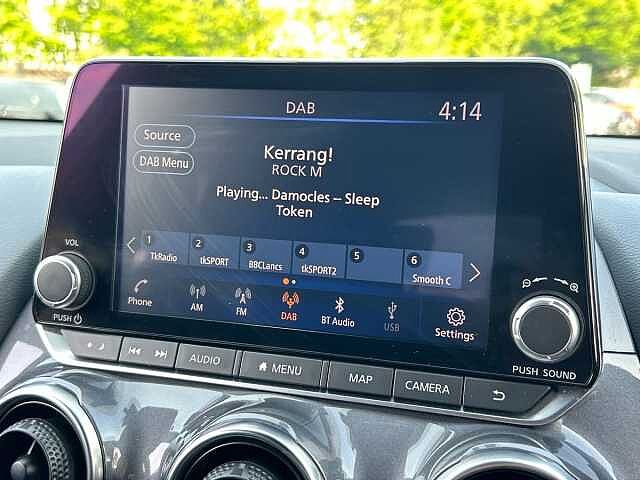 DAB
4:14
Source
DAB Menu
Kerrang!
ROCK M
Playing... Damocles – Sleep
Token
1 TkRadio
2 tkSPORT
3 BBCLancs
4 tkSPORT2
5
6 Smooth C
Phone
AM
FM
DAB
BT Audio
USB
Settings
VOL
PUSH
PUSH SOUND
AUDIO
MENU
MAP
CAMERA